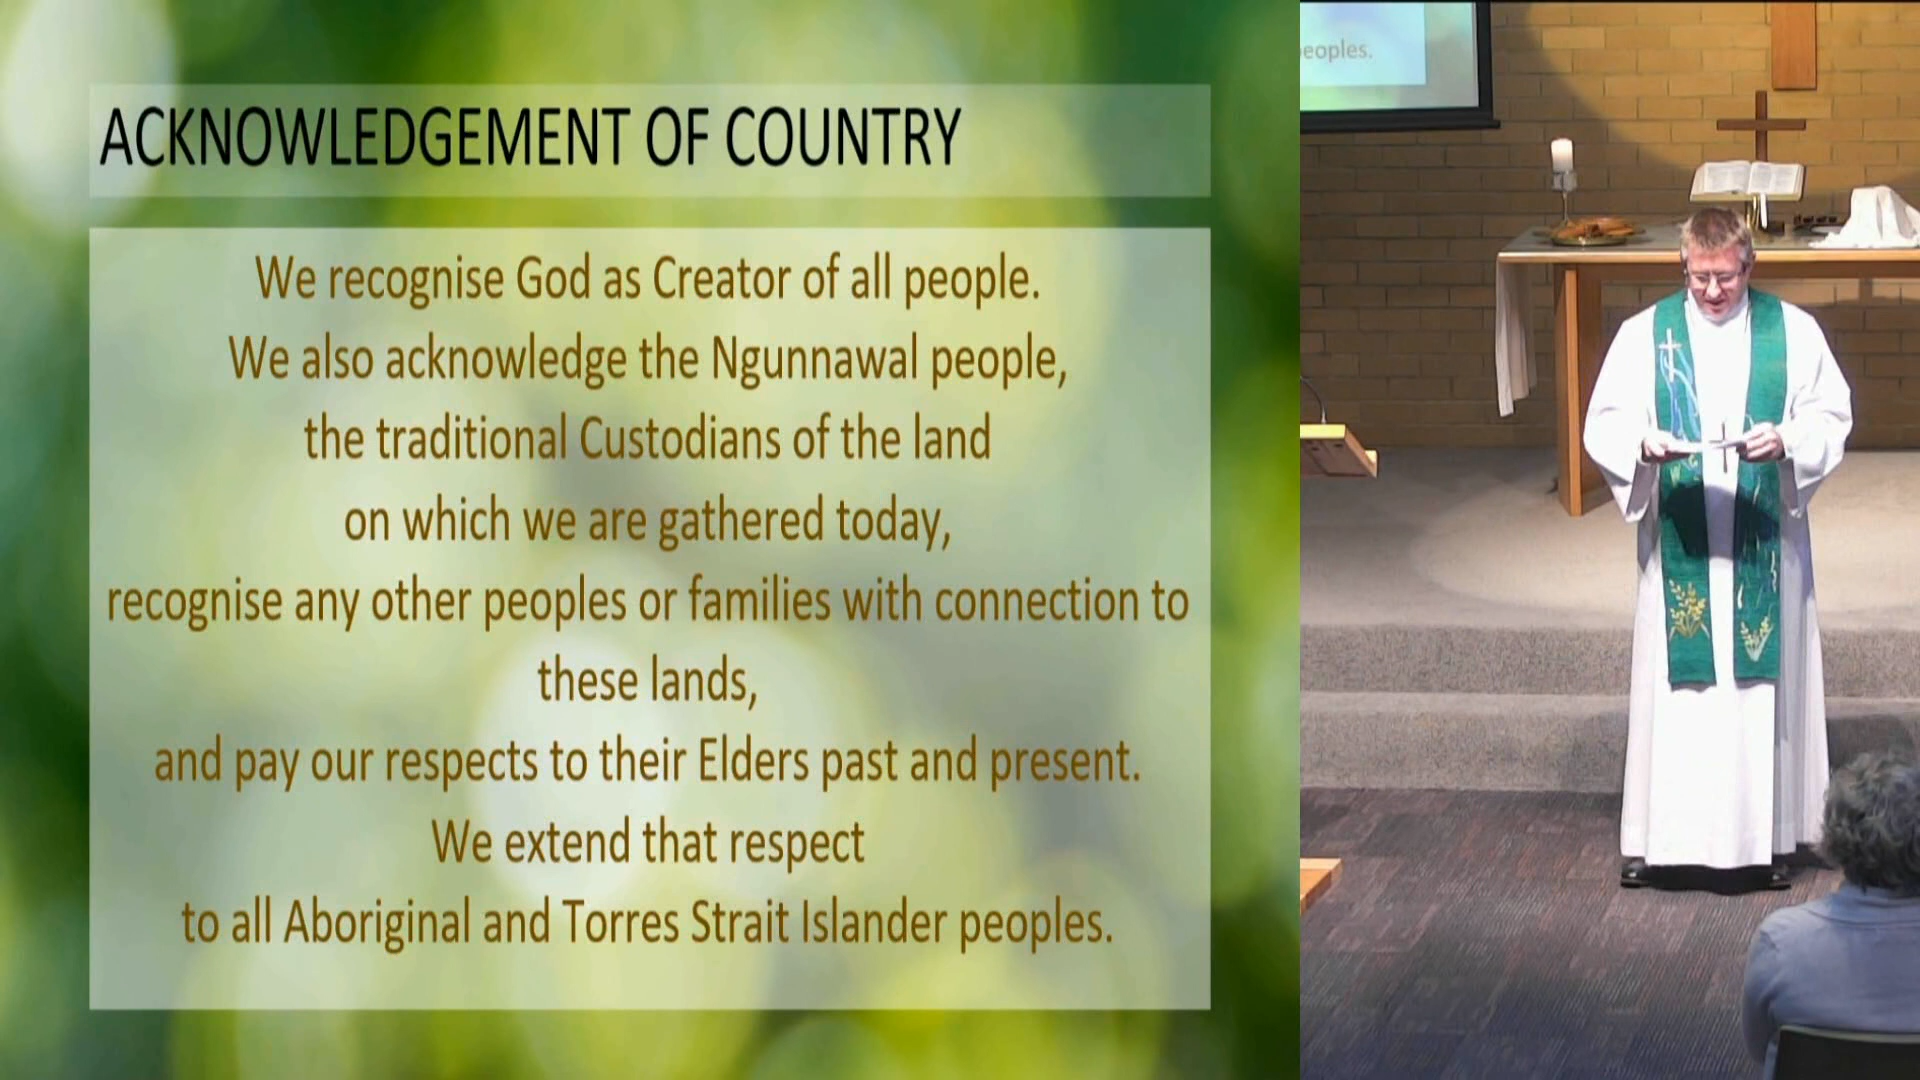 ACKNOWLEDGEMENT OF COUNTRY
We recognise God as Creator of all people.
We also acknowledge the Ngunnawal people,
the traditional Custodians of the land
on which we are gathered today,
recognise any other peoples or families with connection to
these lands,
and pay our respects to their Elders past and present.
We extend that respect
to all Aboriginal and Torres Strait Islander peoples.
eoples.